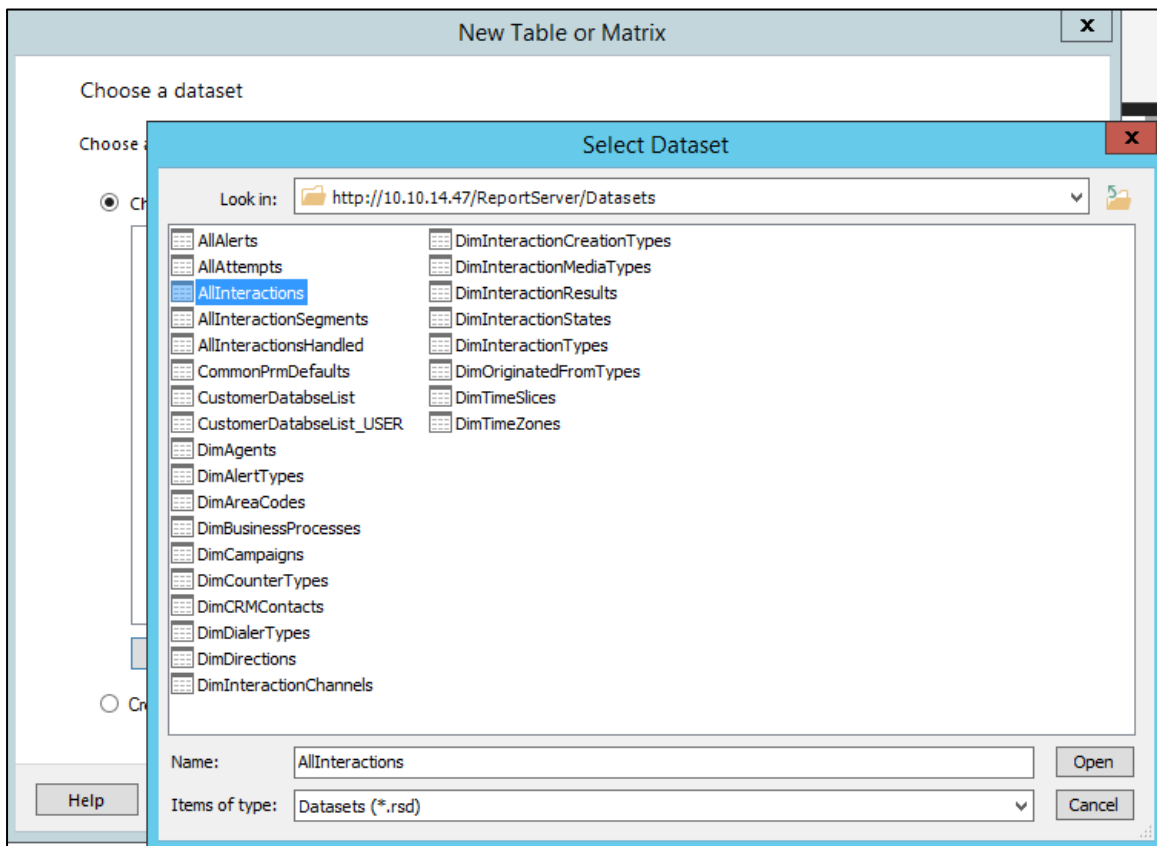 New Table or Matrix
x
Choose a dataset
Choose
Select Dataset
x
Look in: http://10.10.14.47/ReportServer/Datasets
Ch
AllAlerts
AllAttempts
AllInteractions
AllInteractionSegments
AllInteractionsHandled
CommonPrmDefaults
CustomerDatabseList
CustomerDatabseList_USER
DimAgents
DimAlertTypes
DimAreaCodes
DimBusinessProcesses
DimCampaigns
DimCounterTypes
DimCRMContacts
DimDialerTypes
DimDirections
DimInteractionChannels
DimInteractionCreationTypes
DimInteractionMediaTypes
DimInteractionResults
DimInteractionStates
DimInteractionTypes
DimOriginatedFromTypes
DimTimeSlices
DimTimeZones
Cre
Name: AllInteractions Open
Help
Items of type: Datasets (*.rsd) Cancel